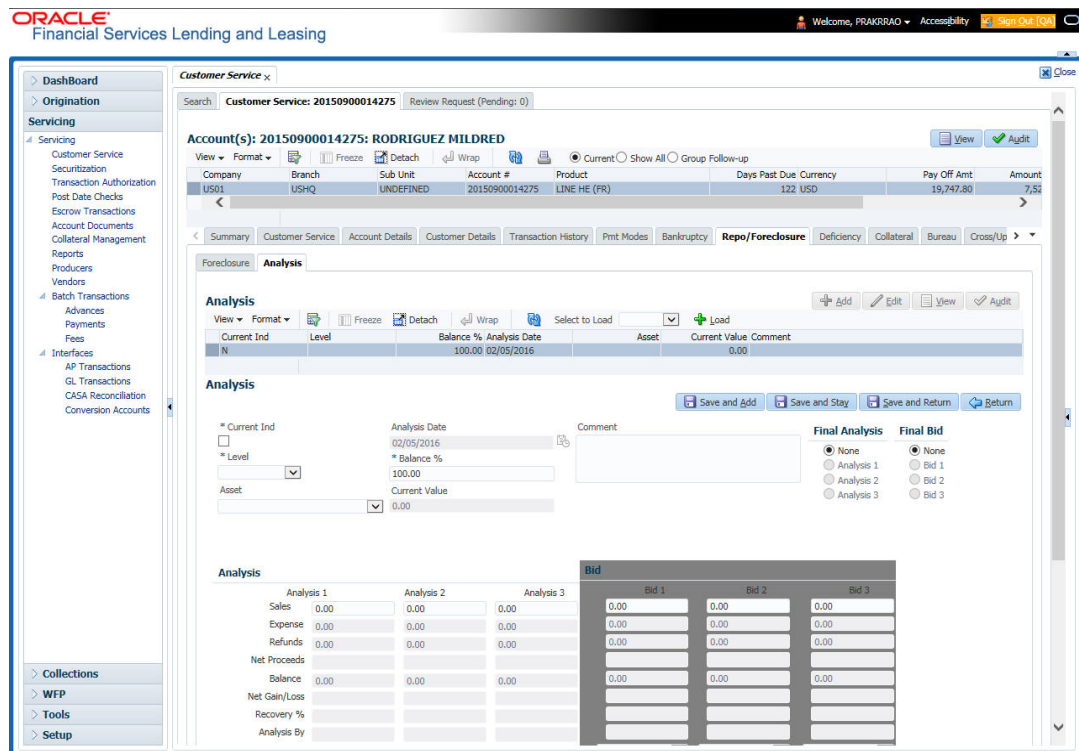 ORACLE®
Financial Services Lending and Leasing
Welcome, PRAKRRAO Accessibility Sign Out [QA]
Close
DashBoard
Origination
Servicing
Servicing
Customer Service
Securitization
Transaction Authorization
Post Date Checks
Escrow Transactions
Account Documents
Collateral Management
Reports
Producers
Vendors
Batch Transactions
Advances
Payments
Fees
Interfaces
AP Transactions
GL Transactions
CASA Reconciliation
Conversion Accounts
Collections
WFP
Tools
Setup
Customer Service x
Search Customer Service: 20150900014275 Review Request (Pending: 0)
Account(s): 20150900014275: RODRIGUEZ MILDRED
View Audit
View Format Freeze Detach Wrap Current Show All Group Follow-up
Company Branch Sub Unit Account # Product Days Past Due Currency Pay Off Amt Amount
US01 USHQ UNDEFINED 20150900014275 LINE HE (FR) 122 USD 19,747.80 7,52
Summary Customer Service Account Details Customer Details Transaction History Pmt Modes Bankruptcy Repo/Foreclosure Deficiency Collateral Bureau Cross/Up
Foreclosure Analysis
Analysis
Add Edit View Audit
View Format Freeze Detach Wrap Select to Load Load
Current Ind Level Balance % Analysis Date Asset Current Value Comment
N 100.00 02/05/2016 0.00
Analysis
Save and Add Save and Stay Save and Return Return
* Current Ind Analysis Date Comment Final Analysis Final Bid
02/05/2016
* Level * Balance % None None
100.00 Analysis 1 Bid 1
Asset Current Value Analysis 2 Bid 2
0.00 Analysis 3 Bid 3
Analysis Bid
Analysis 1 Analysis 2 Analysis 3 Bid 1 Bid 2 Bid 3
Sales 0.00 0.00 0.00 0.00 0.00 0.00
Expense 0.00 0.00 0.00 0.00 0.00 0.00
Refunds 0.00 0.00 0.00 0.00 0.00 0.00
Net Proceeds
Balance 0.00 0.00 0.00 0.00 0.00 0.00
Net Gain/Loss
Recovery %
Analysis By